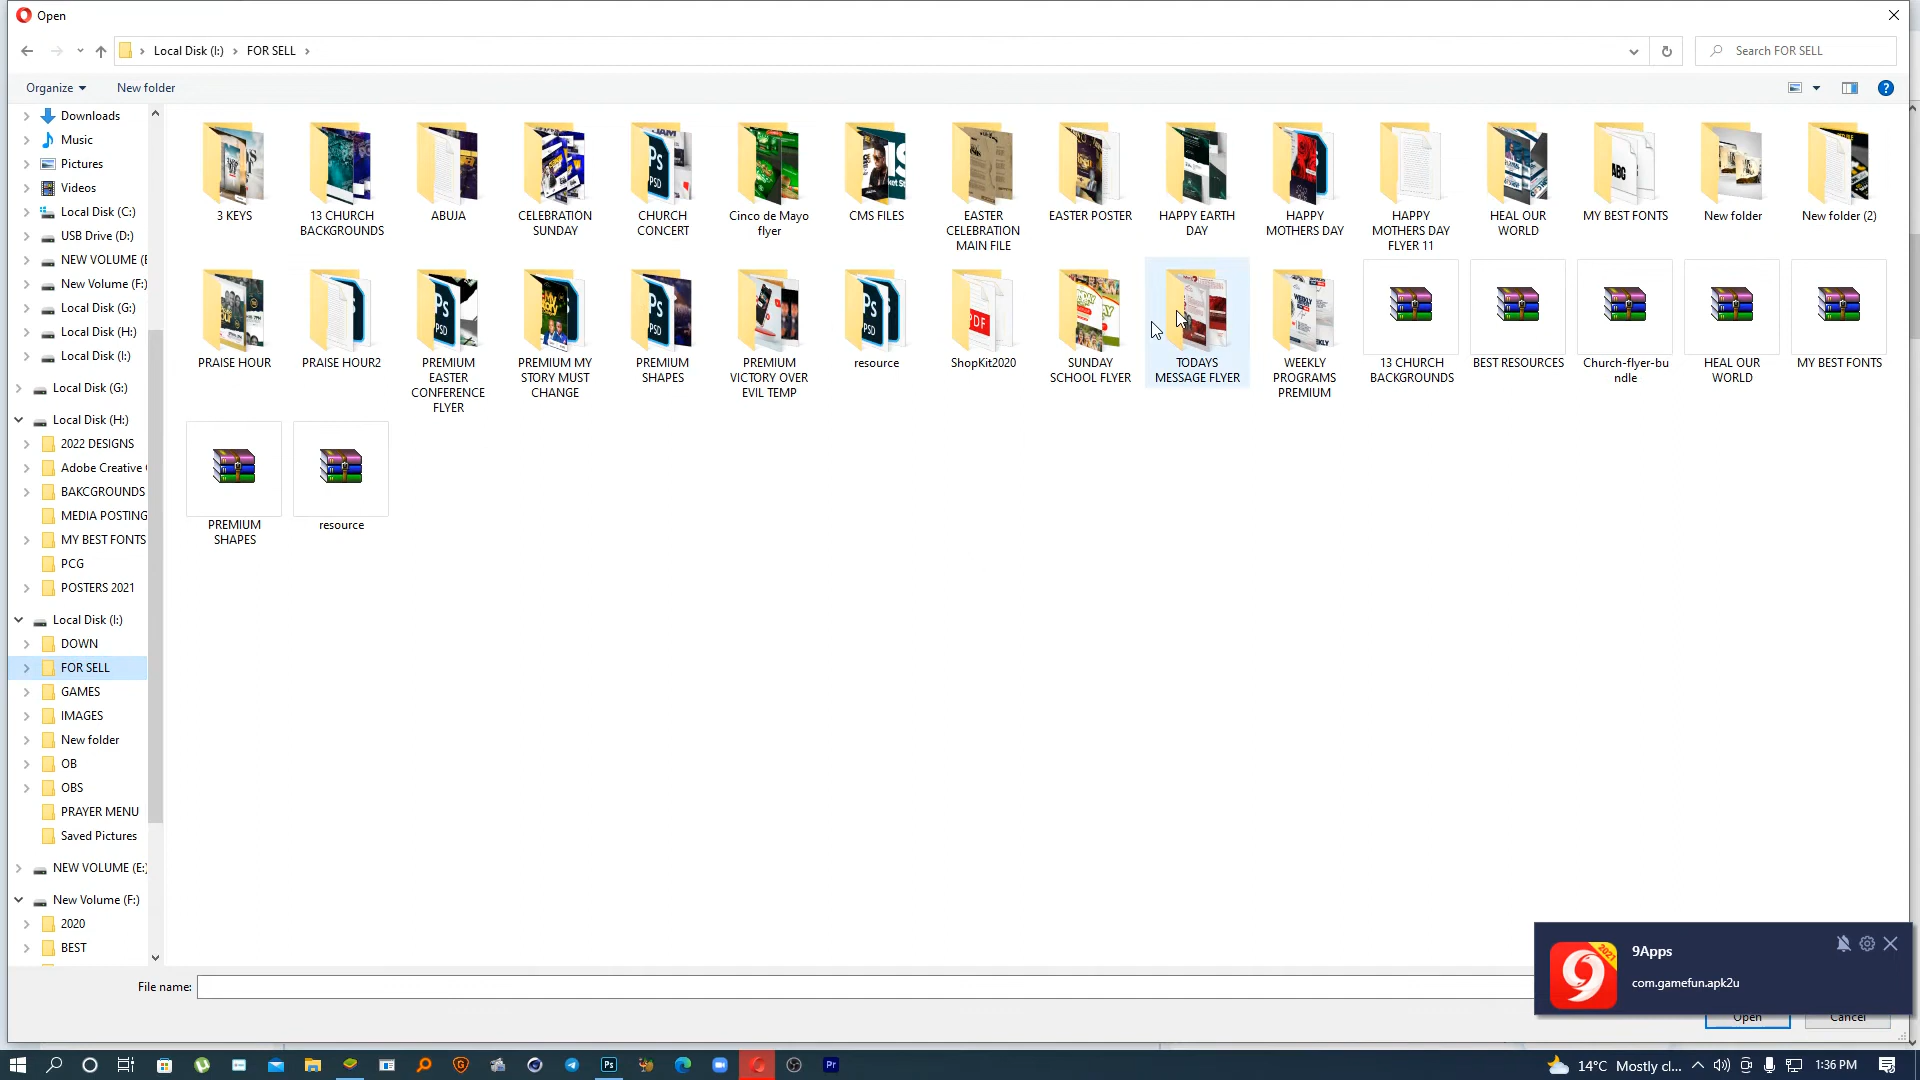 Open
Local Disk (I:) › FOR SELL ›
Search FOR SELL
Organize
New folder
Downloads
Music
Pictures
Videos
Local Disk (C:)
USB Drive (D:)
NEW VOLUME (E
New Volume (F:)
Local Disk (G:)
Local Disk (H:)
Local Disk (I:)
Local Disk (G:)
Local Disk (H:)
2022 DESIGNS
Adobe Creative
BAKCGROUNDS
MEDIA POSTING
MY BEST FONTS
PCG
POSTERS 2021
Local Disk (I:)
DOWN
FOR SELL
GAMES
IMAGES
New folder
OB
OBS
PRAYER MENU
Saved Pictures
NEW VOLUME (E:)
New Volume (F:)
2020
BEST
3 KEYS
13 CHURCH
BACKGROUNDS
ABUJA
CELEBRATION
SUNDAY
CHURCH
CONCERT
Cinco de Mayo
flyer
CMS FILES
EASTER
CELEBRATION
MAIN FILE
EASTER POSTER
HAPPY EARTH
DAY
HAPPY
MOTHERS DAY
HAPPY
MOTHERS DAY
FLYER 11
HEAL OUR
WORLD
MY BEST FONTS
New folder
New folder (2)
PRAISE HOUR
PRAISE HOUR2
PREMIUM
EASTER
CONFERENCE
FLYER
PREMIUM MY
STORY MUST
CHANGE
PREMIUM
SHAPES
PREMIUM
VICTORY OVER
EVIL TEMP
resource
ShopKit2020
SUNDAY
SCHOOL FLYER
TODAYS
MESSAGE FLYER
WEEKLY
PROGRAMS
PREMIUM
13 CHURCH
BACKGROUNDS
BEST RESOURCES
Church-flyer-bu
ndle
HEAL OUR
WORLD
MY BEST FONTS
PREMIUM
SHAPES
resource
File name:
9Apps
com.gamefun.apk2u
Open
Cancel
14°C Mostly cl...
1:36 PM